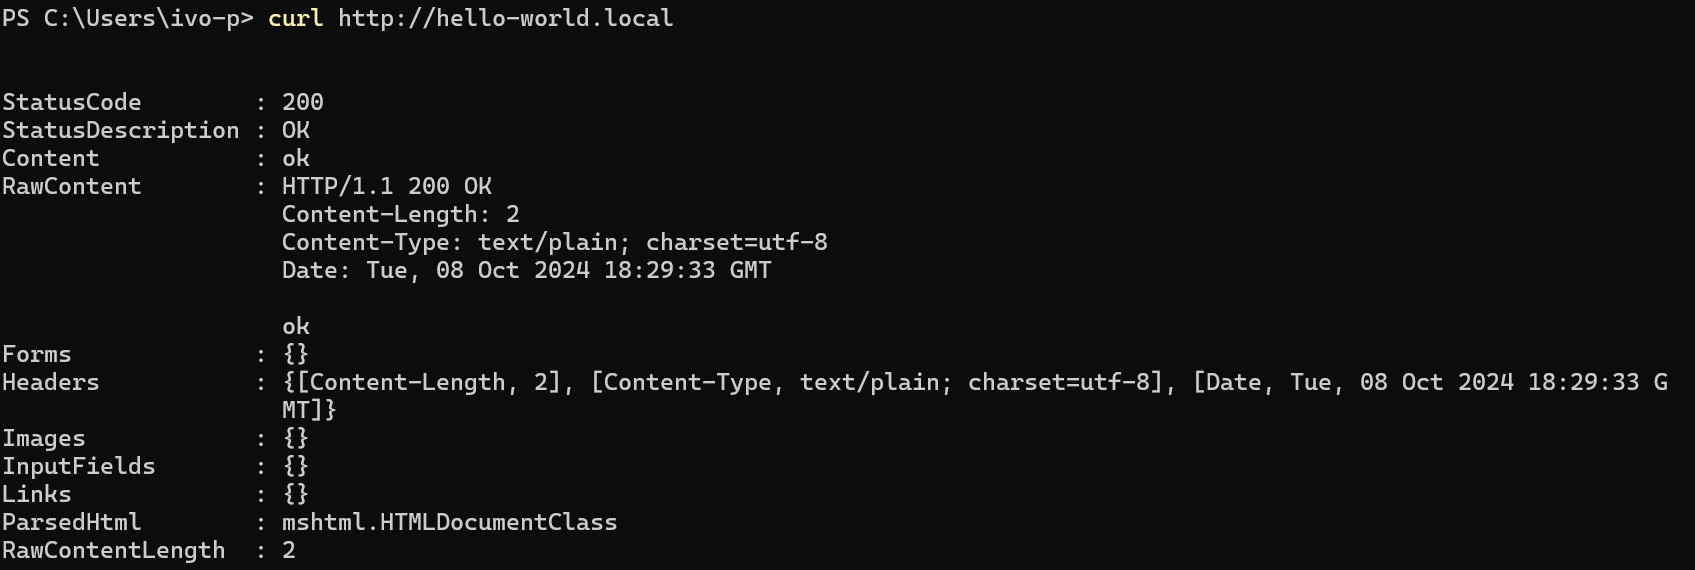 PS C:\Users\ivo-p> curl http://hello-world.local
StatusCode        : 200
StatusDescription : OK
Content           : ok
RawContent        : HTTP/1.1 200 OK
                    Content-Length: 2
                    Content-Type: text/plain; charset=utf-8
                    Date: Tue, 08 Oct 2024 18:29:33 GMT

                    ok
Forms             : {}
Headers           : {[Content-Length, 2], [Content-Type, text/plain; charset=utf-8], [Date, Tue, 08 Oct 2024 18:29:33 G
                    MT]}
Images            : {}
InputFields       : {}
Links             : {}
ParsedHtml        : mshtml.HTMLDocumentClass
RawContentLength  : 2